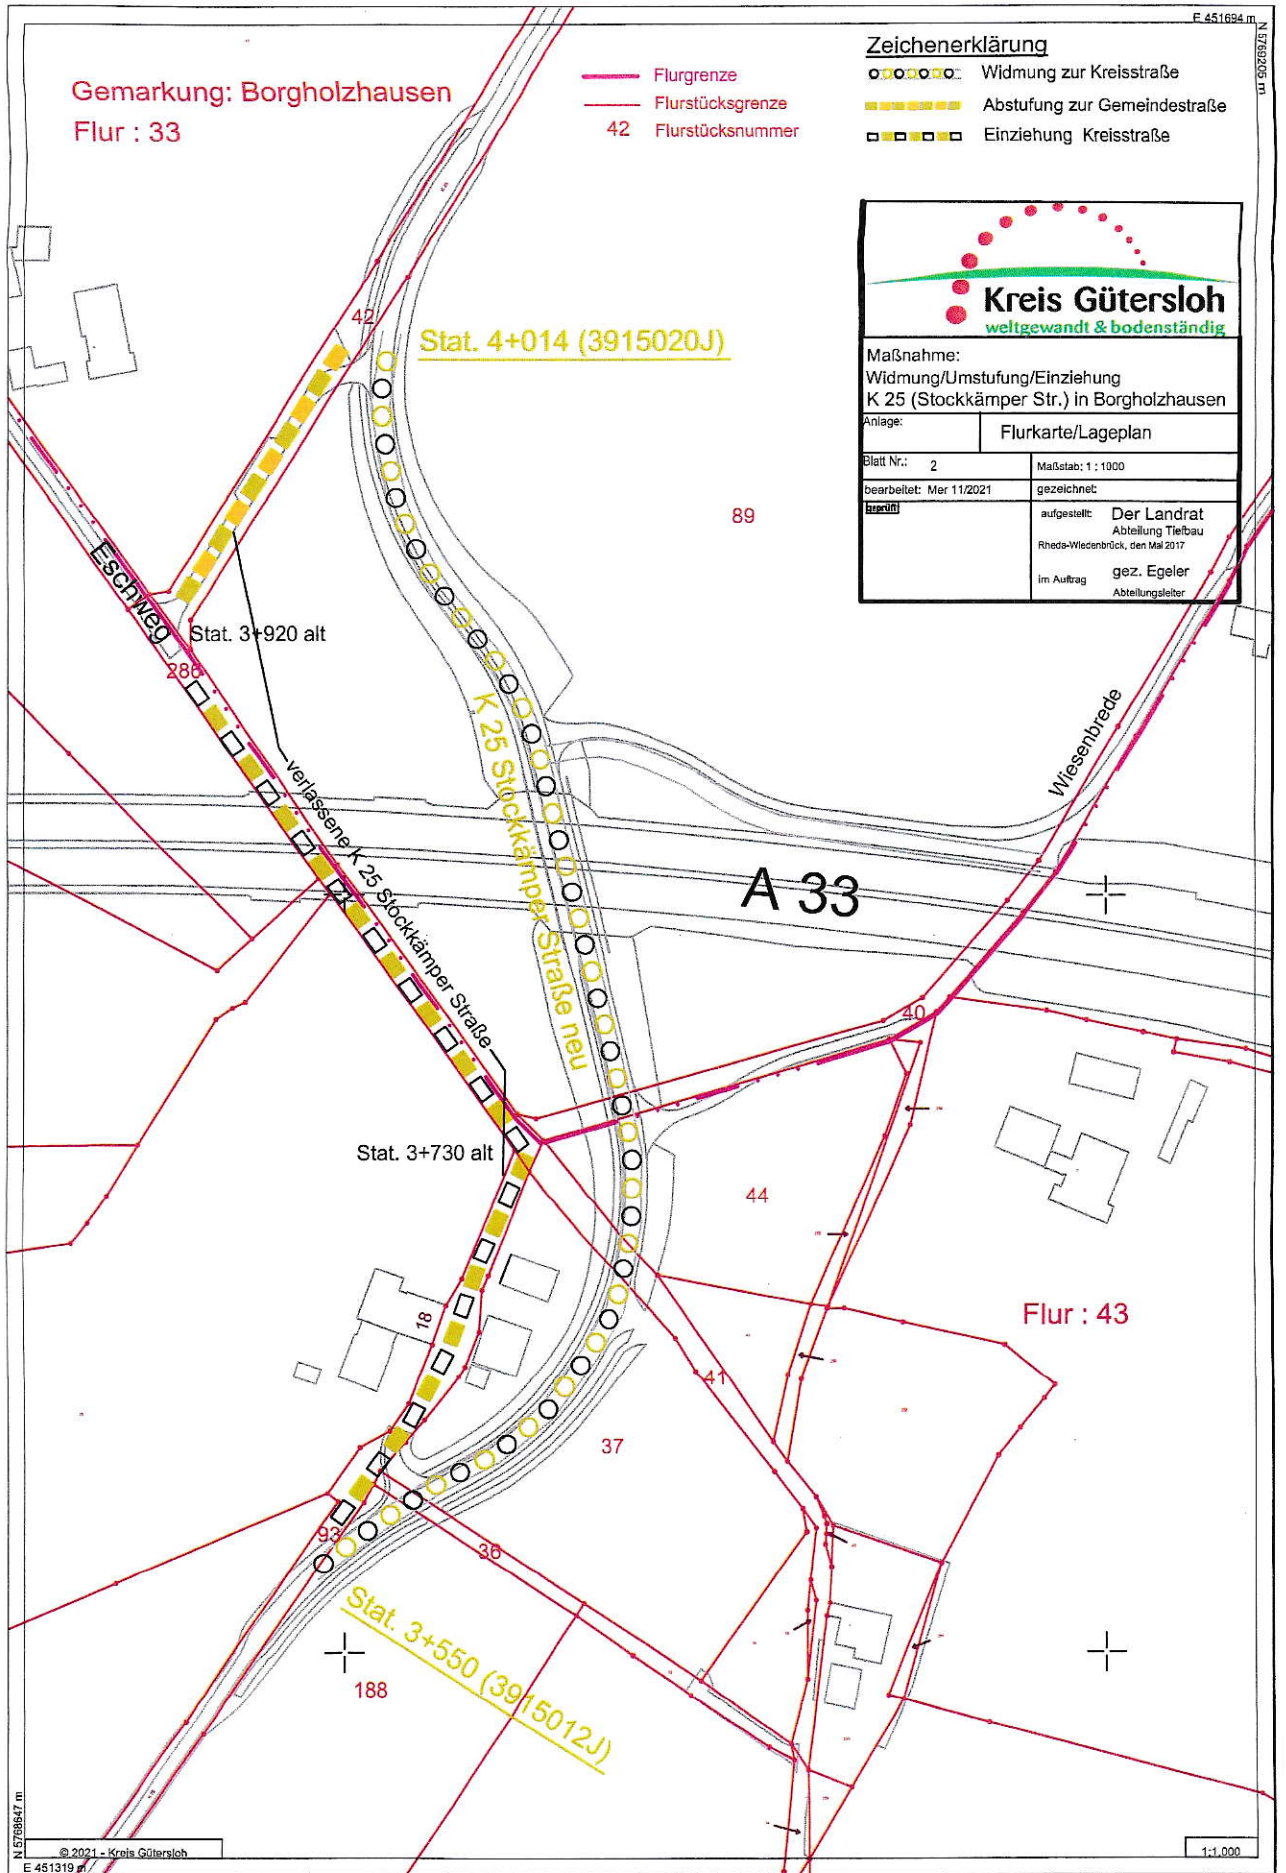 E 451694 m
N 5769206 m
Gemarkung: Borgholzhausen
Flur : 33
Flurgrenze
Flurstücksgrenze
42 Flurstücksnummer
Zeichenerklärung
Widmung zur Kreisstraße
Abstufung zur Gemeindestraße
Einziehung Kreisstraße
Kreis Gütersloh
weltgewandt & bodenständig
Maßnahme:
Widmung/Umstufung/Einziehung
K 25 (Stockkämper Str.) in Borgholzhausen
Anlage:
Flurkarte/Lageplan
Blatt Nr.: 2
Maßstab: 1 : 1000
bearbeitet: Mer 11/2021
gezeichnet:
geprüft:
aufgestellt: Der Landrat
Abteilung Tiefbau
Rheda-Wiedenbrück, den Mai 2017
im Auftrag gez. Egeler
Abteilungsleiter
42
Stat. 4+014 (3915020J)
89
Eschweg
Stat. 3+920 alt
286
K 25 Stockkämper Straße neu
verlassene K 25 Stockkämper Straße
Wiesenbrede
A 33
40
Stat. 3+730 alt
44
Flur : 43
18
41
37
93
36
Stat. 3+550 (3915012J)
188
N 5768647 m
© 2021 - Kreis Gütersloh
E 451319 m
1:1.000